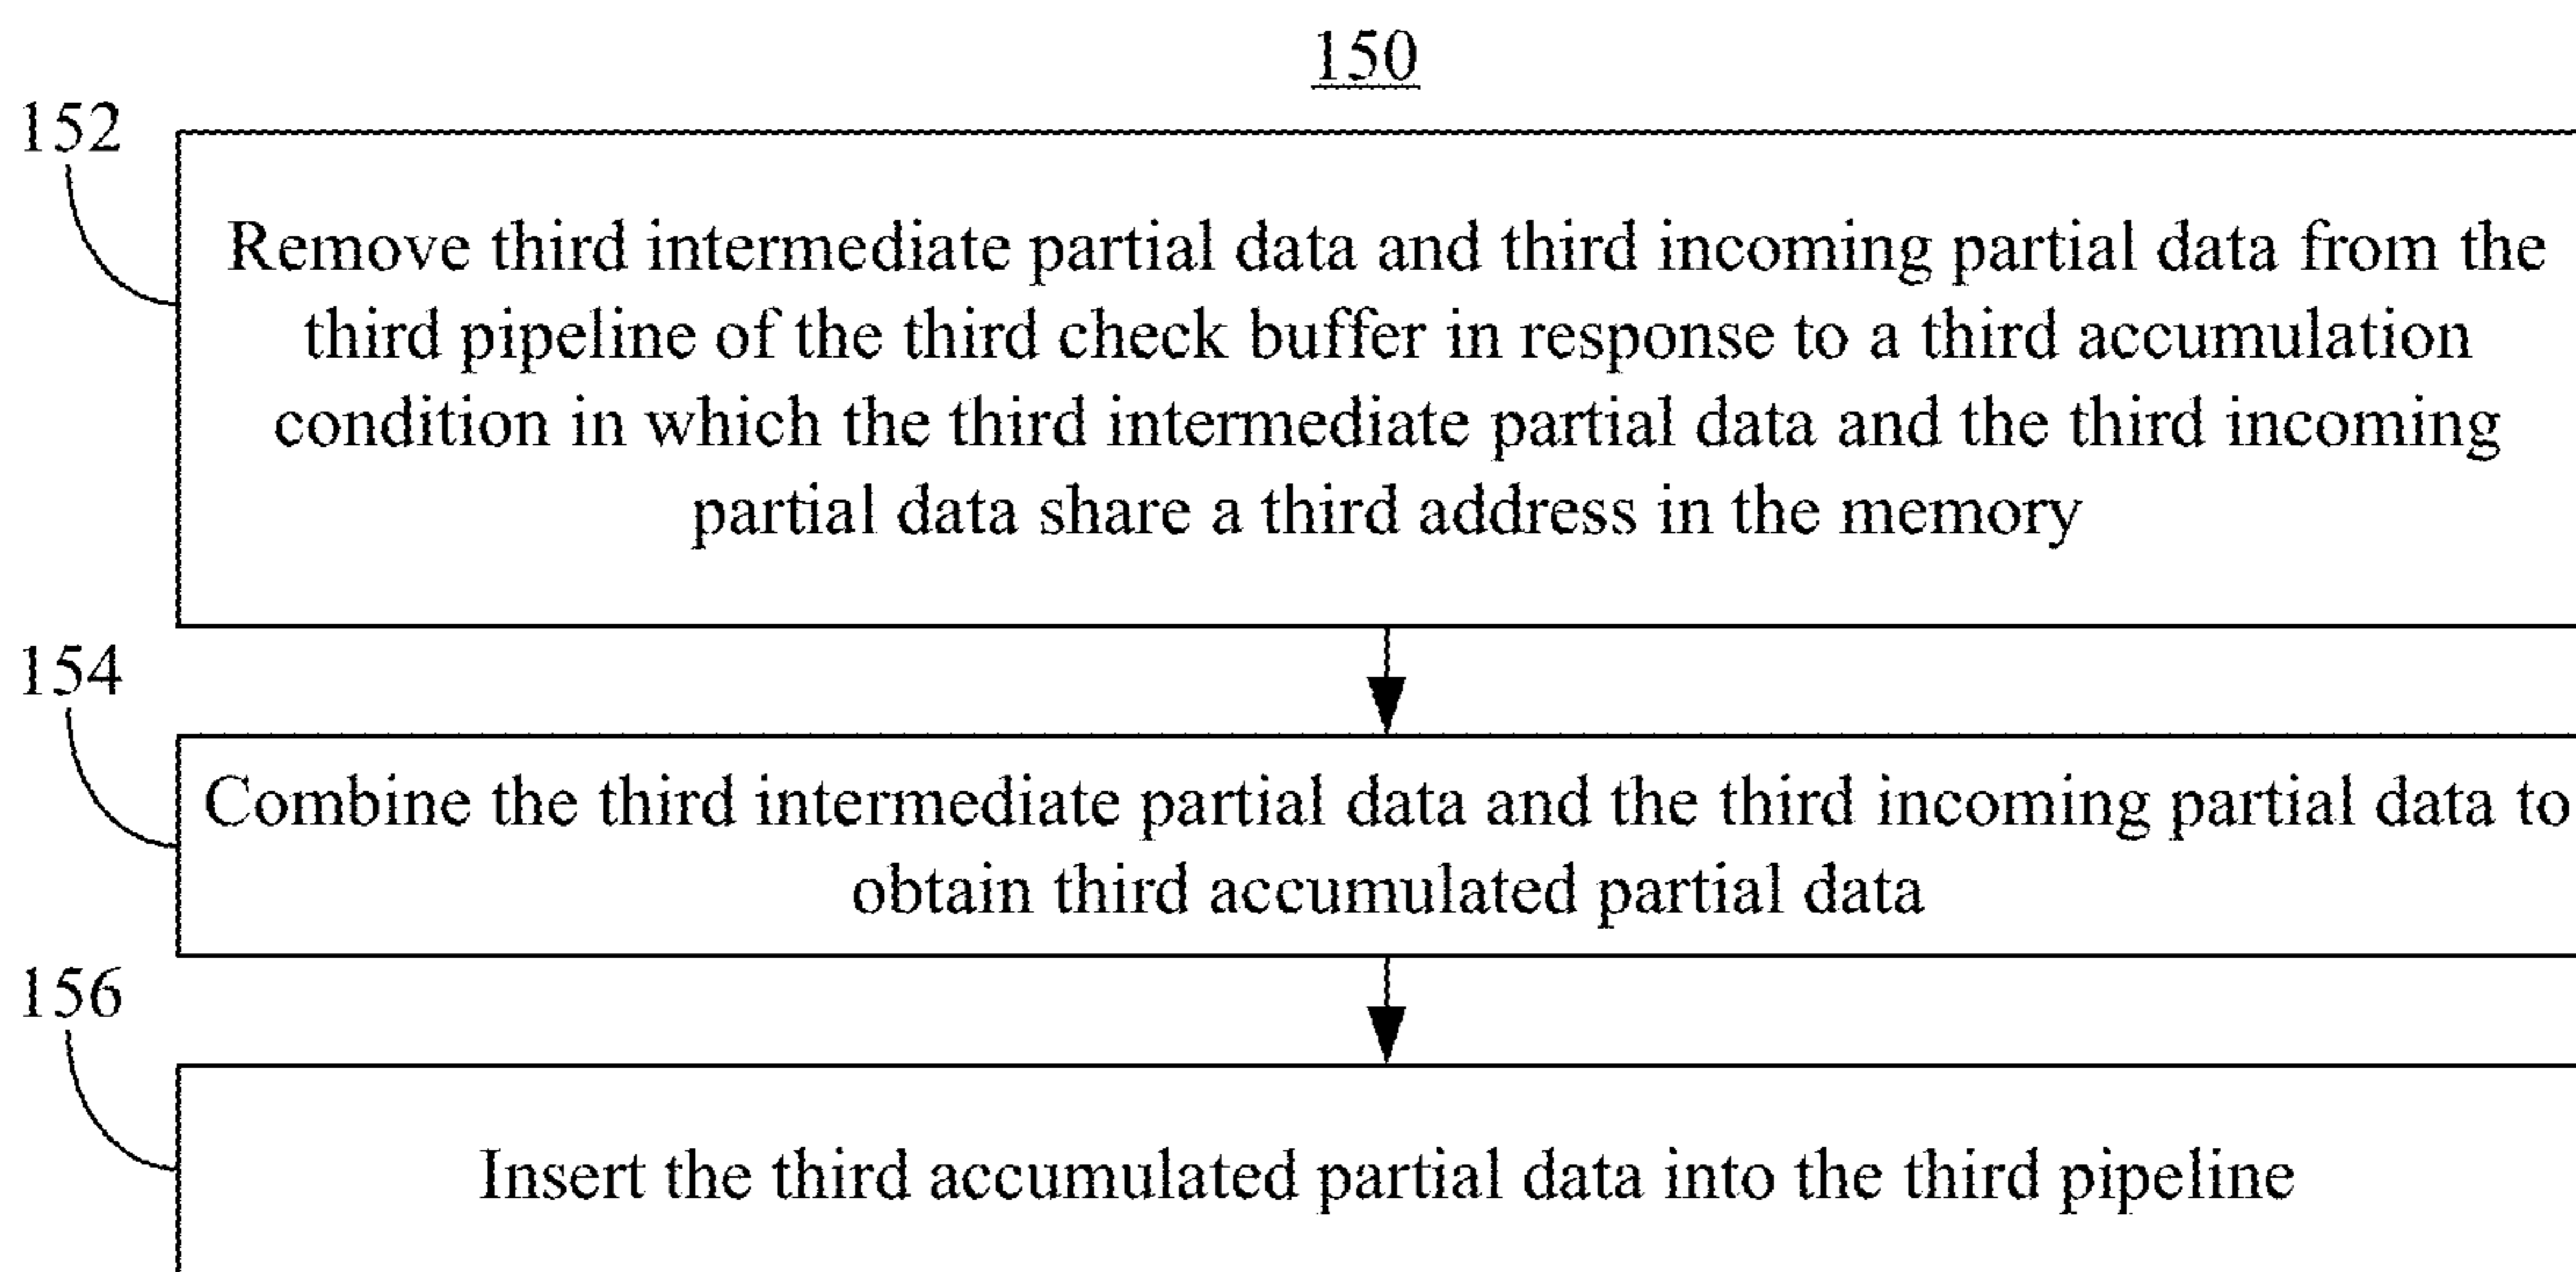 150
152
Remove third intermediate partial data and third incoming partial data from the
third pipeline of the third check buffer in response to a third accumulation
condition in which the third intermediate partial data and the third incoming
partial data share a third address in the memory
154
Combine the third intermediate partial data and the third incoming partial data to
obtain third accumulated partial data
156
Insert the third accumulated partial data into the third pipeline